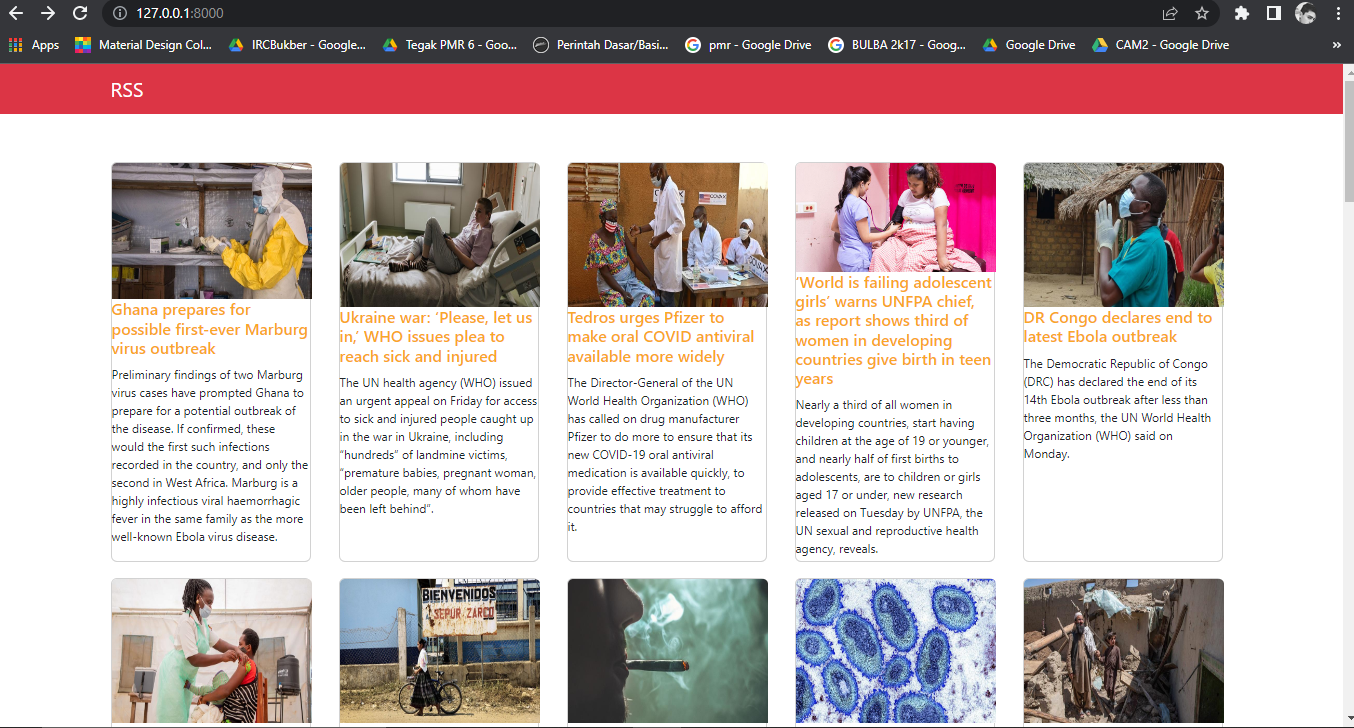 127.0.0.1:8000
Apps
Material Design Col...
IRCBukber - Google...
Tegak PMR 6 - Goo...
Perintah Dasar/Basi...
pmr - Google Drive
BULBA 2k17 - Goog...
Google Drive
CAM2 - Google Drive
»
RSS
Ghana prepares for
possible first-ever Marburg
virus outbreak
Preliminary findings of two Marburg
virus cases have prompted Ghana to
prepare for a potential outbreak of
the disease. If confirmed, these
would the first such infections
recorded in the country, and only the
second in West Africa. Marburg is a
highly infectious viral haemorrhagic
fever in the same family as the more
well-known Ebola virus disease.
Ukraine war: ‘Please, let us
in,’ WHO issues plea to
reach sick and injured
The UN health agency (WHO) issued
an urgent appeal on Friday for access
to sick and injured people caught up
in the war in Ukraine, including
“hundreds” of landmine victims,
“premature babies, pregnant woman,
older people, many of whom have
been left behind”.
COVAX
COVAX
Tedros urges Pfizer to
make oral COVID antiviral
available more widely
The Director-General of the UN
World Health Organization (WHO)
has called on drug manufacturer
Pfizer to do more to ensure that its
new COVID-19 oral antiviral
medication is available quickly, to
provide effective treatment to
countries that may struggle to afford
it.
‘World is failing adolescent
girls’ warns UNFPA chief,
as report shows third of
women in developing
countries give birth in teen
years
Nearly a third of all women in
developing countries, start having
children at the age of 19 or younger,
and nearly half of first births to
adolescents, are to children or girls
aged 17 or under, new research
released on Tuesday by UNFPA, the
UN sexual and reproductive health
agency, reveals.
DR Congo declares end to
latest Ebola outbreak
The Democratic Republic of Congo
(DRC) has declared the end of its
14th Ebola outbreak after less than
three months, the UN World Health
Organization (WHO) said on
Monday.
BIENVENIDOS
SEPUR ZARCO